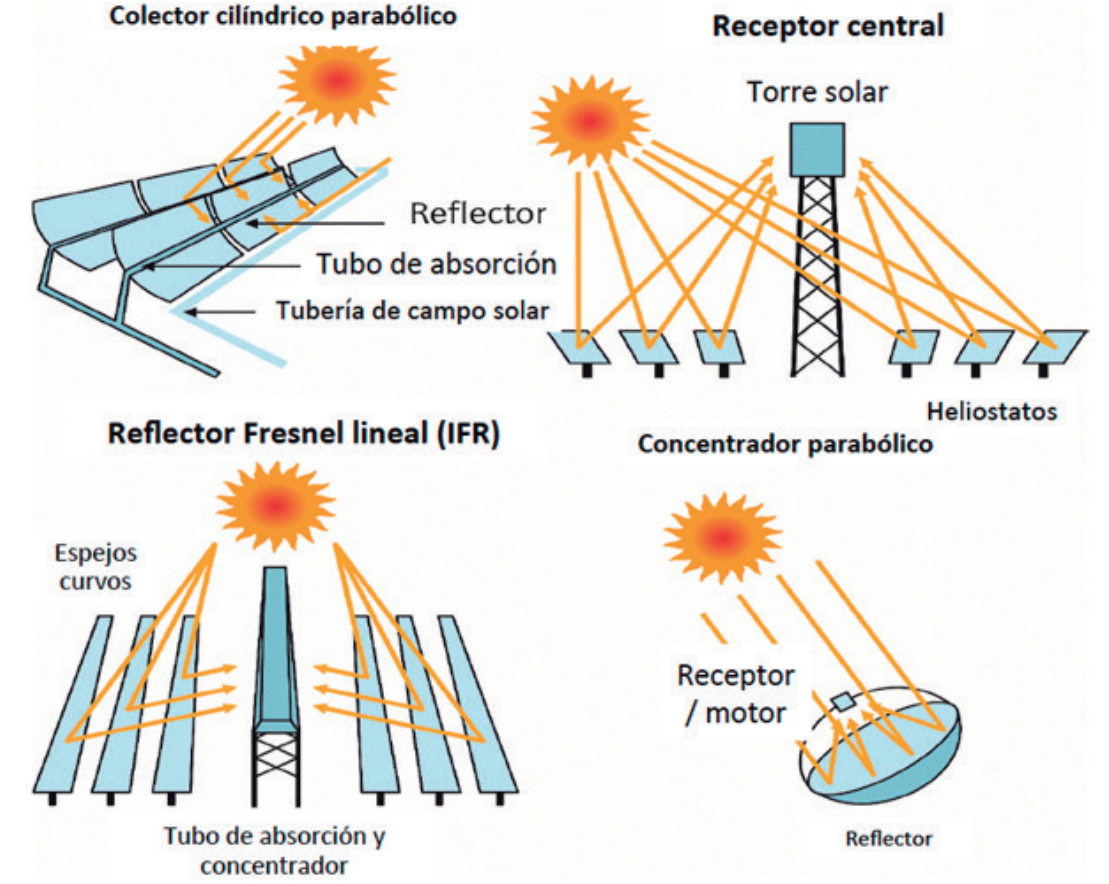 Colector cilíndrico parabólico
Reflector
Tubo de absorción
Tubería de campo solar
Receptor central
Torre solar
Heliostatos
Reflector Fresnel lineal (IFR)
Espejos
curvos
Tubo de absorción y
concentrador
Concentrador parabólico
Receptor
/ motor
Reflector